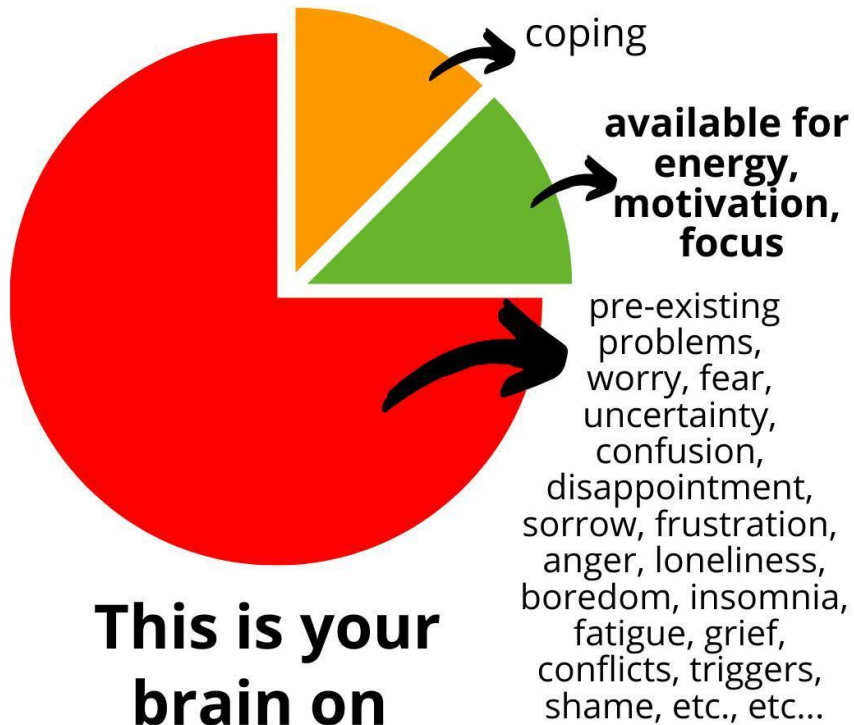 coping
available for
energy,
motivation,
focus
pre-existing
problems,
worry, fear,
uncertainty,
confusion,
disappointment,
sorrow, frustration,
anger, loneliness,
boredom, insomnia,
fatigue, grief,
conflicts, triggers,
shame, etc., etc...
This is your
brain on